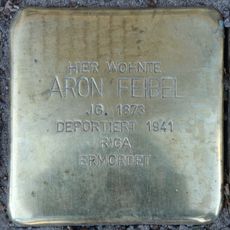 HIER WOHNTE
ARON FEIBEL
JG. 1873
DEPORTIERT 1941
RIGA
ERMORDET